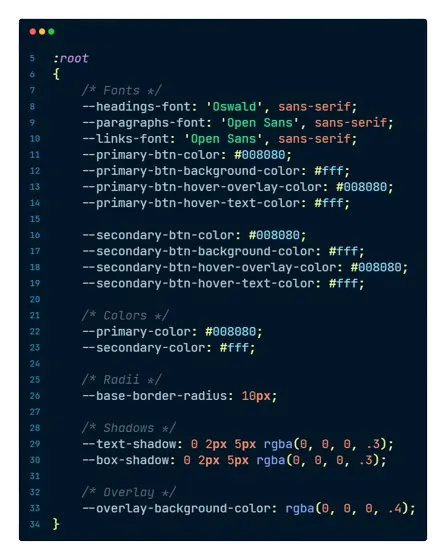 5 :root
6 {
7 /* Fonts */
8 --headings-font: 'Oswald', sans-serif;
9 --paragraphs-font: 'Open Sans', sans-serif;
10 --links-font: 'Open Sans', sans-serif;
11 --primary-btn-color: #008080;
12 --primary-btn-background-color: #fff;
13 --primary-btn-hover-overlay-color: #008080;
14 --primary-btn-hover-text-color: #fff;
15
16 --secondary-btn-color: #008080;
17 --secondary-btn-background-color: #fff;
18 --secondary-btn-hover-overlay-color: #008080;
19 --secondary-btn-hover-text-color: #fff;
20
21 /* Colors */
22 --primary-color: #008080;
23 --secondary-color: #fff;
24
25 /* Radii */
26 --base-border-radius: 10px;
27
28 /* Shadows */
29 --text-shadow: 0 2px 5px rgba(0, 0, 0, .3);
30 --box-shadow: 0 2px 5px rgba(0, 0, 0, .3);
31
32 /* Overlay */
33 --overlay-background-color: rgba(0, 0, 0, .4);
34 }